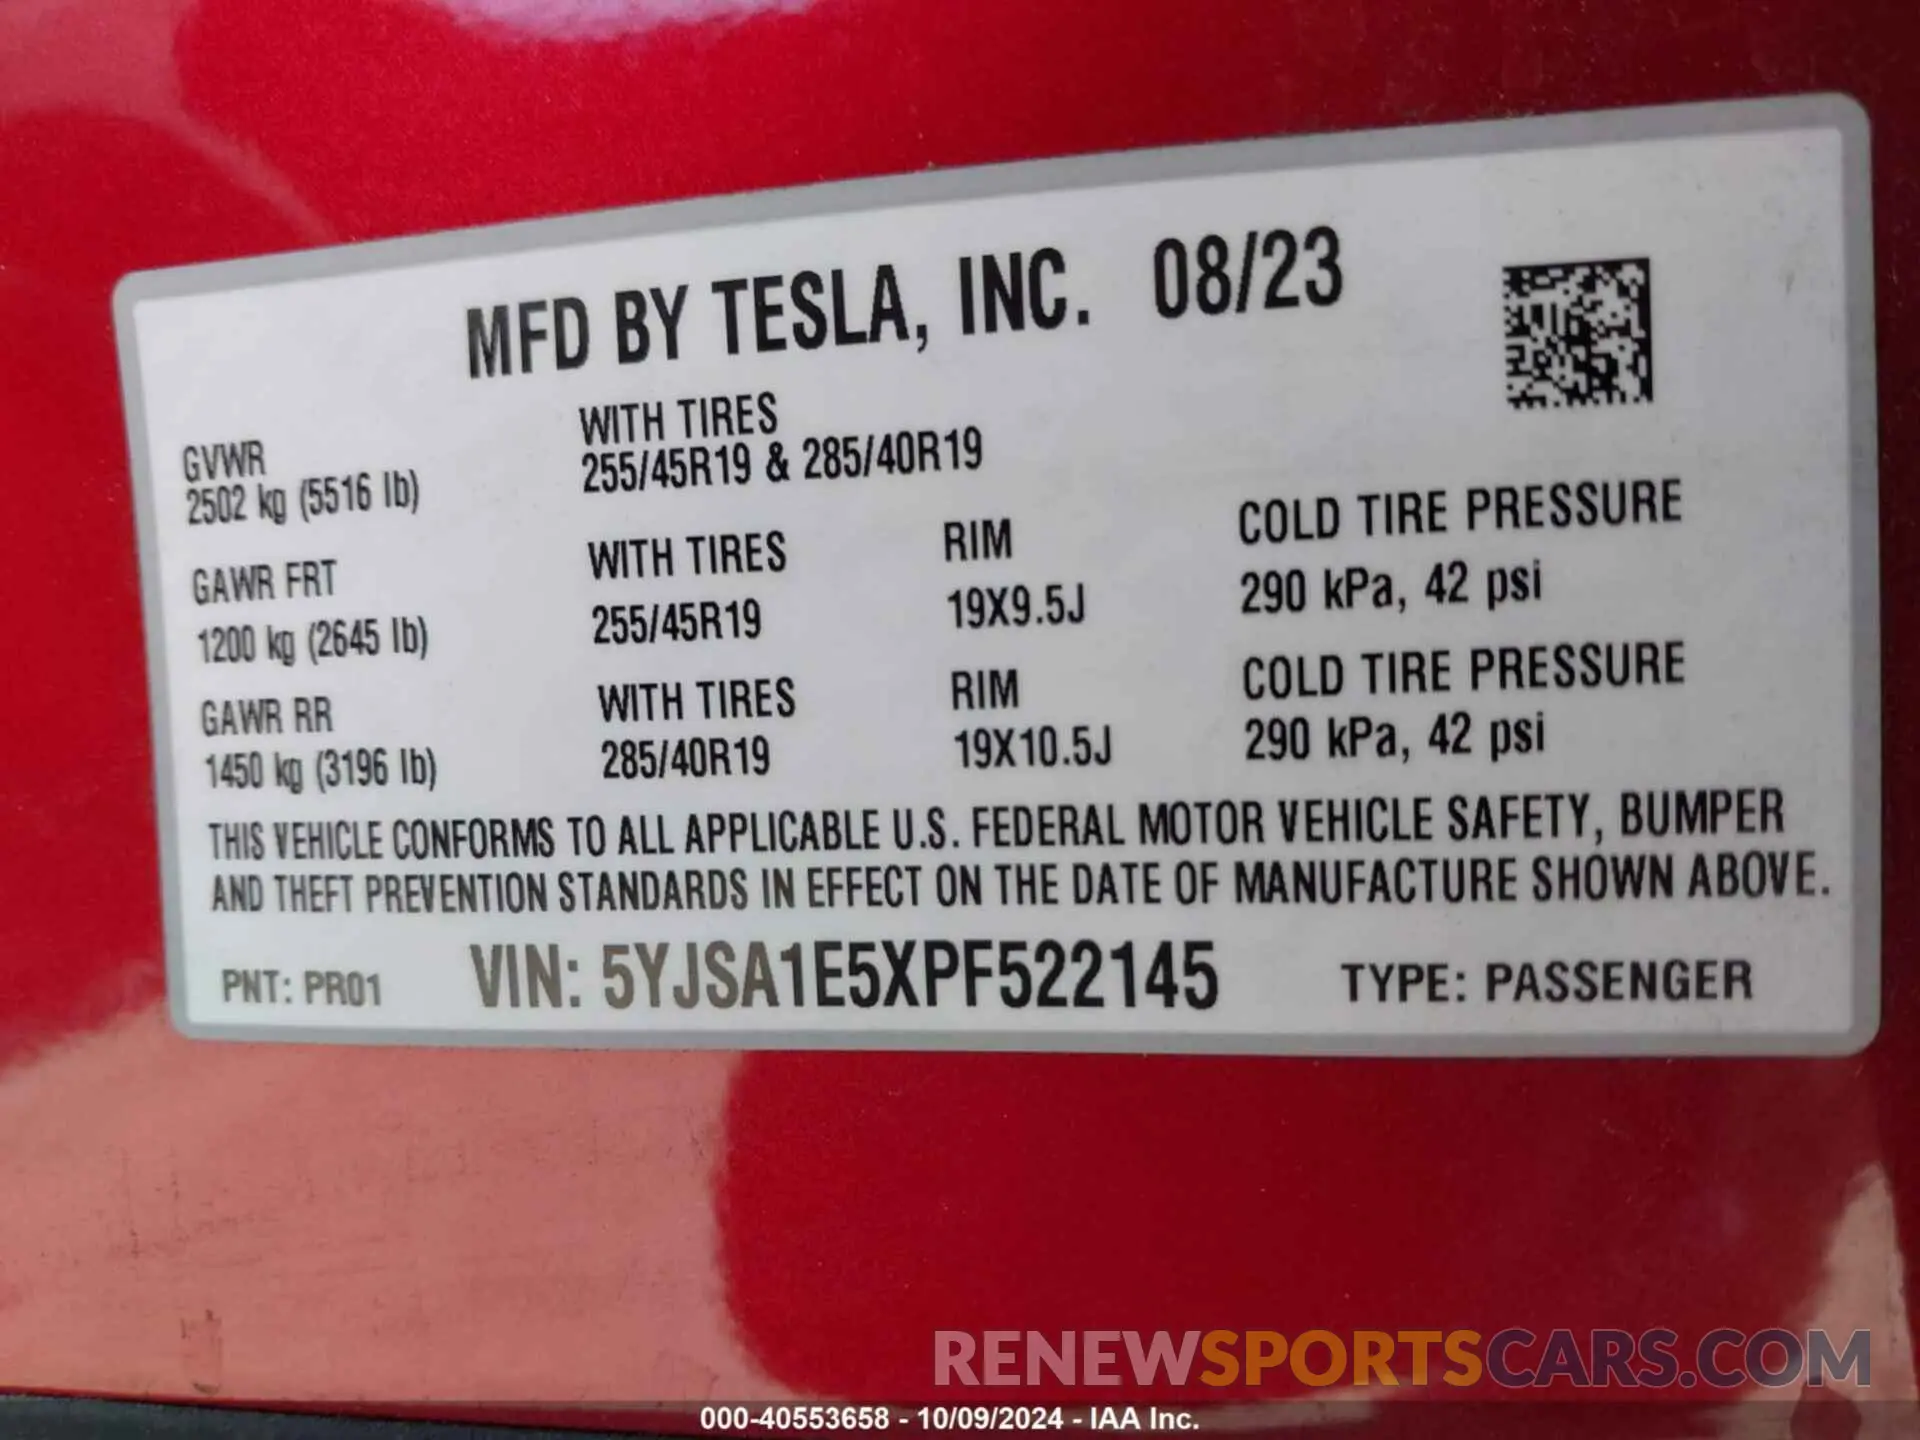 MFD BY TESLA, INC. 08/23
GVWR
2502 kg (5516 lb)
WITH TIRES
255/45R19 & 285/40R19
GAWR FRT
1200 kg (2645 lb)
WITH TIRES
255/45R19
RIM
19X9.5J
COLD TIRE PRESSURE
290 kPa, 42 psi
GAWR RR
1450 kg (3196 lb)
WITH TIRES
285/40R19
RIM
19X10.5J
COLD TIRE PRESSURE
290 kPa, 42 psi
THIS VEHICLE CONFORMS TO ALL APPLICABLE U.S. FEDERAL MOTOR VEHICLE SAFETY, BUMPER
AND THEFT PREVENTION STANDARDS IN EFFECT ON THE DATE OF MANUFACTURE SHOWN ABOVE.
PNT: PR01 VIN: 5YJSA1E5XPF522145 TYPE: PASSENGER
RENEWSPORTSCARS.COM
000-40553658 - 10/09/2024 - IAA Inc.